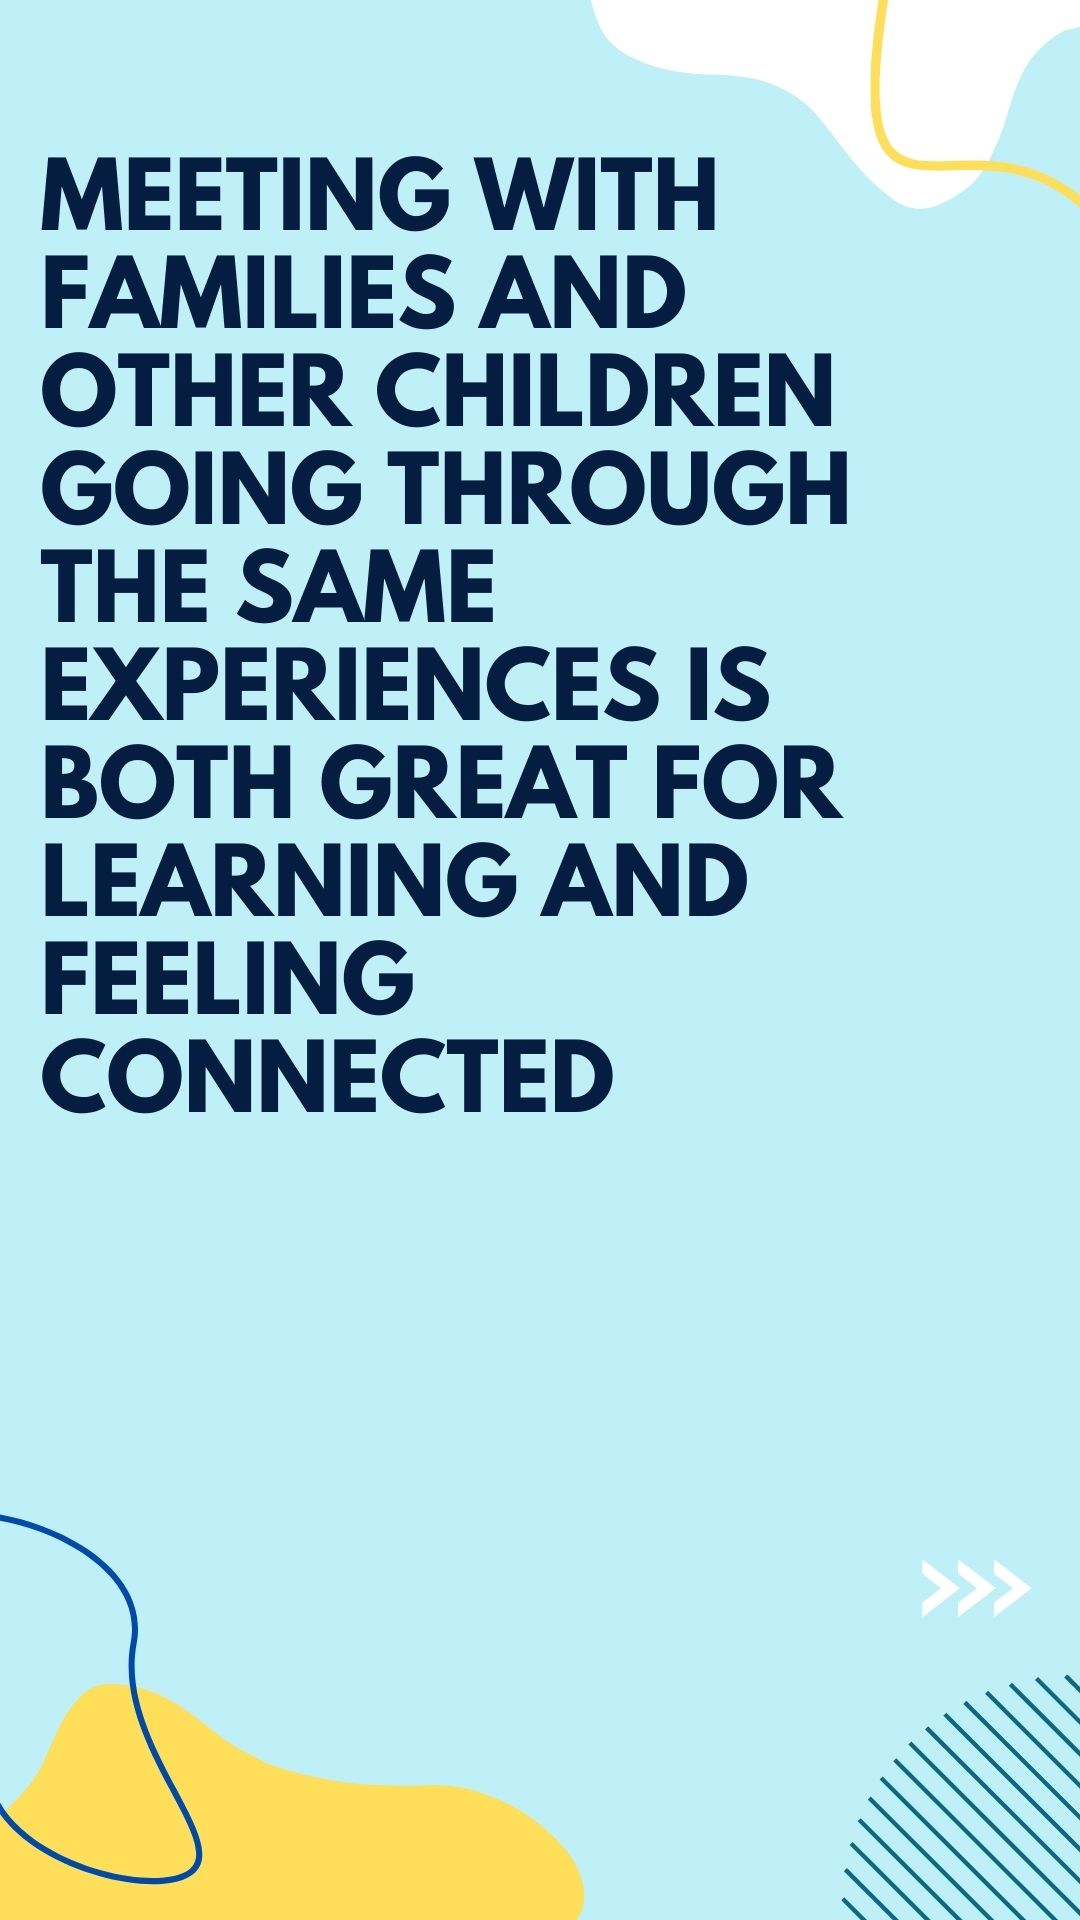 MEETING WITH
FAMILIES AND
OTHER CHILDREN
GOING THROUGH
THE SAME
EXPERIENCES IS
BOTH GREAT FOR
LEARNING AND
FEELING
CONNECTED